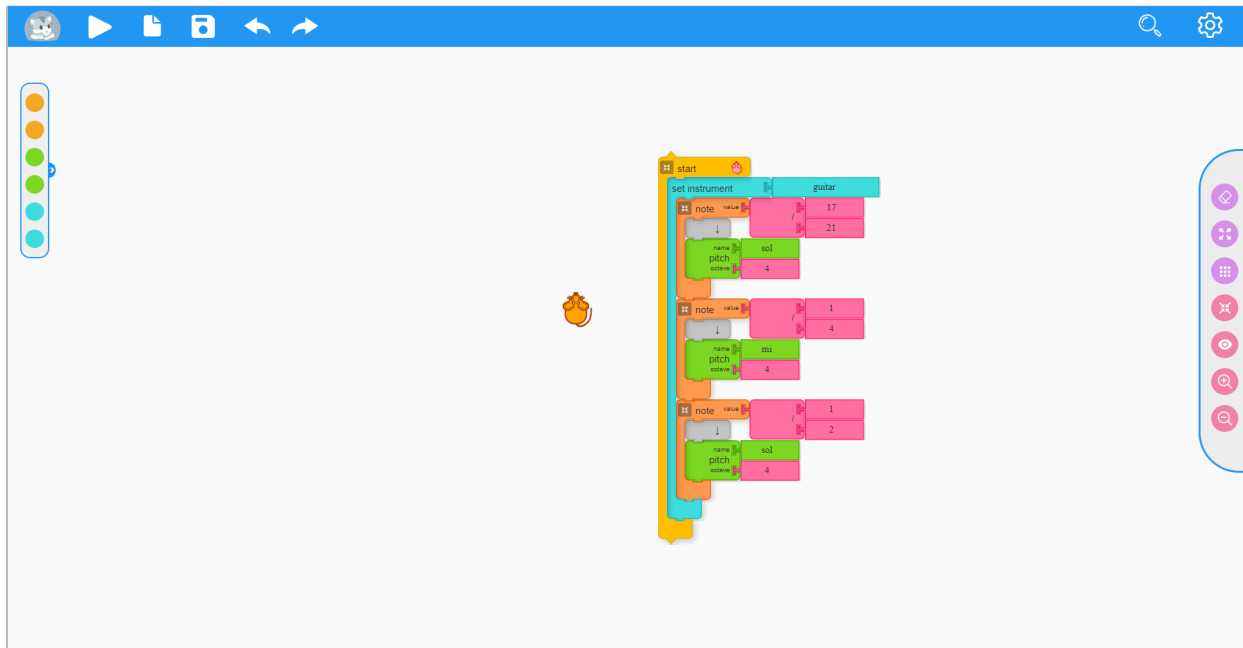 start
set instrument guitar
note value / 17
21
↓
name sol
pitch
octave 4
note value / 1
4
↓
name mi
pitch
octave 4
note value / 1
2
↓
name sol
pitch
octave 4